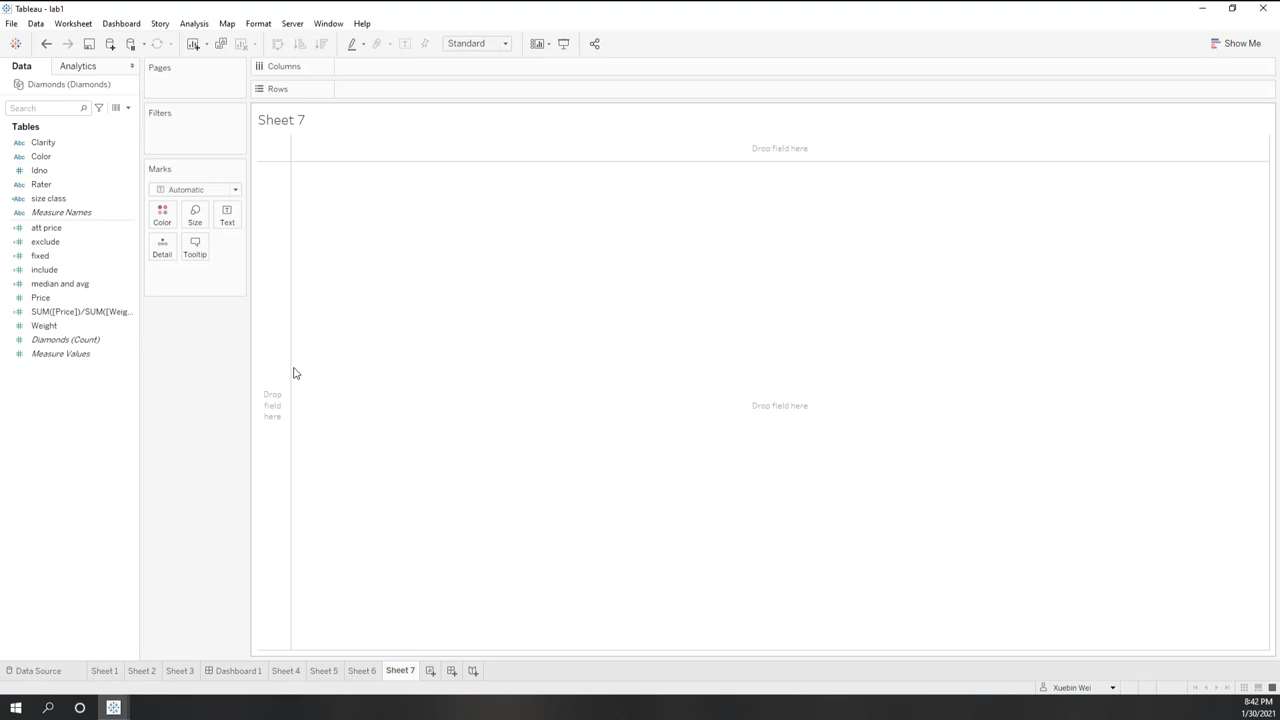 Tableau - lab1
File Data Worksheet Dashboard Story Analysis Map Format Server Window Help
Standard
Show Me
Data Analytics
Diamonds (Diamonds)
Search
Tables
Abc Clarity
Abc Color
Idno
Abc Rater
Abc size class
Abc Measure Names
att price
exclude
fixed
include
median and avg
Price
SUM([Price])/SUM([Weig...
Weight
Diamonds (Count)
Measure Values
Pages
Filters
Marks
Automatic
Color Size Text
Detail Tooltip
Columns
Rows
Sheet 7
Drop field here
Drop
field
here
Drop field here
Data Source Sheet 1 Sheet 2 Sheet 3 Dashboard 1 Sheet 4 Sheet 5 Sheet 6 Sheet 7
Xuebin Wei
8:42 PM
1/30/2021